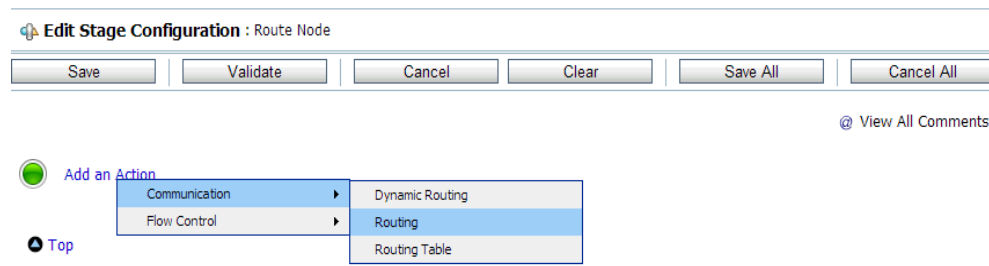 Edit Stage Configuration : Route Node
Save Validate Cancel Clear Save All Cancel All
@ View All Comments
Add an Action
Communication Dynamic Routing
Flow Control Routing
Top Routing Table